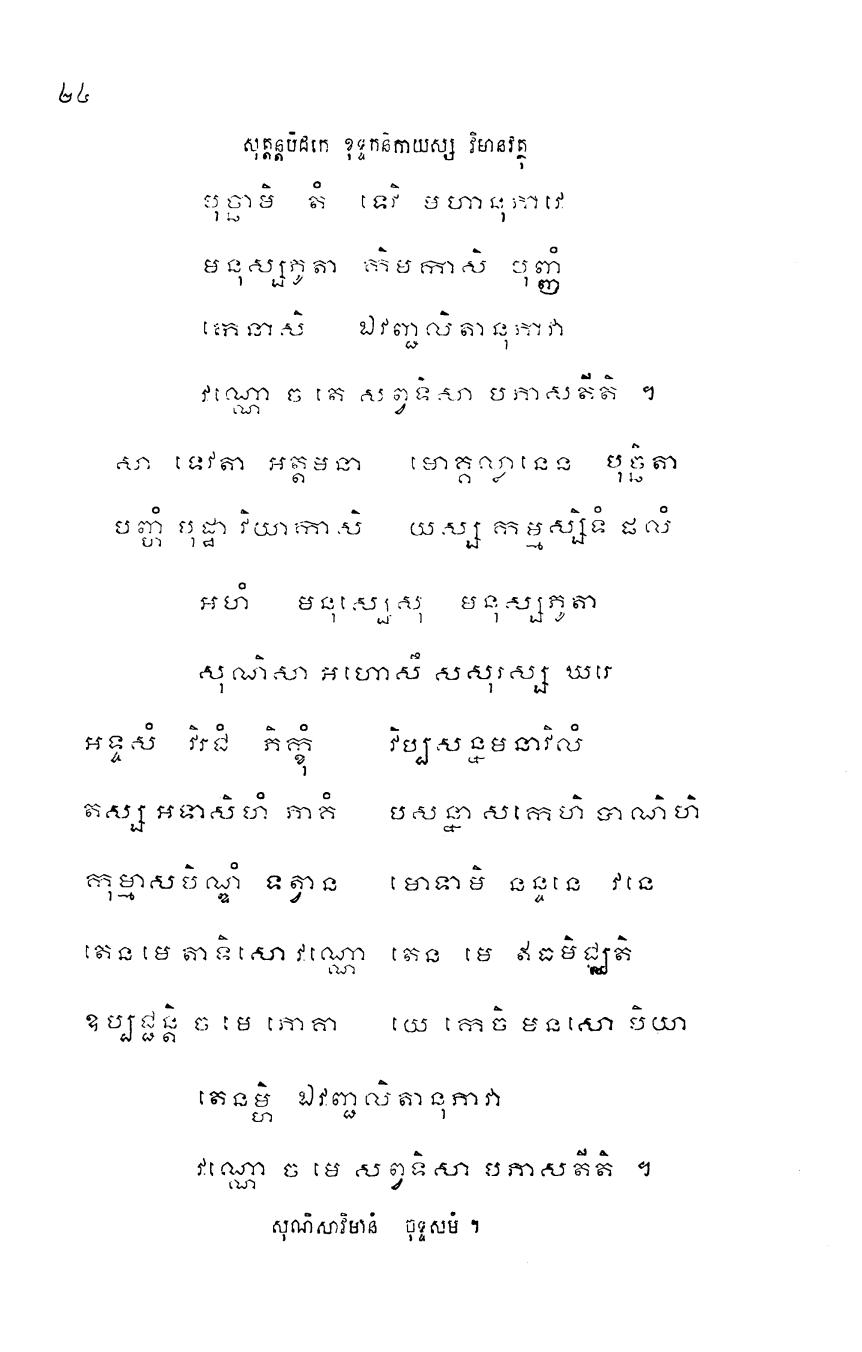 ២៤
សុត្តន្តបិដកេ ខុទ្ទកនិកាយស្ស វិមានវត្ថុ
បុច្ឆាមិ តំ ទេវិ មហានុភាវេ
មនុស្សភូតា កិមកាសិ បុញ្ញំ
កេនាសិ ឯវញ្ជលិតានុភាវា
វណ្ណោ ច តេ សព្វទិសា បភាសតីតិ ។
សា ទេវតា អត្តមនា មោគ្គល្លានេន បុច្ឆិតា
បញ្ហំ បុដ្ឋា វិយាកាសិ យស្ស កម្មស្សិទំ ផលំ
អហំ មនុស្សេសុ មនុស្សភូតា
សុណិសា អហោសឹ សសុរស្ស ឃរេ
អទ្ទសំ វិរជំ ភិក្ខុំ វិប្បសន្នមនាវិលំ
តស្ស អទាសិហំ ភាគំ បសន្នា សកេហិ បាណិហិ
កុម្មាសបិណ្ឌំ ទត្វាន មោទាមិ នន្ទនេ វនេ
តេន មេ តាទិសោ វណ្ណោ តេន មេ ឥធមិជ្ឈតិ
ឧប្បជ្ជន្តិ ច មេ ភោគា យេ កេចិ មនសោ បិយា
តេនម្ហិ ឯវញ្ជលិតានុភាវា
វណ្ណោ ច មេ សព្វទិសា បភាសតីតិ ។
សុណិសាវិមានំ ចុទ្ទសមំ ។